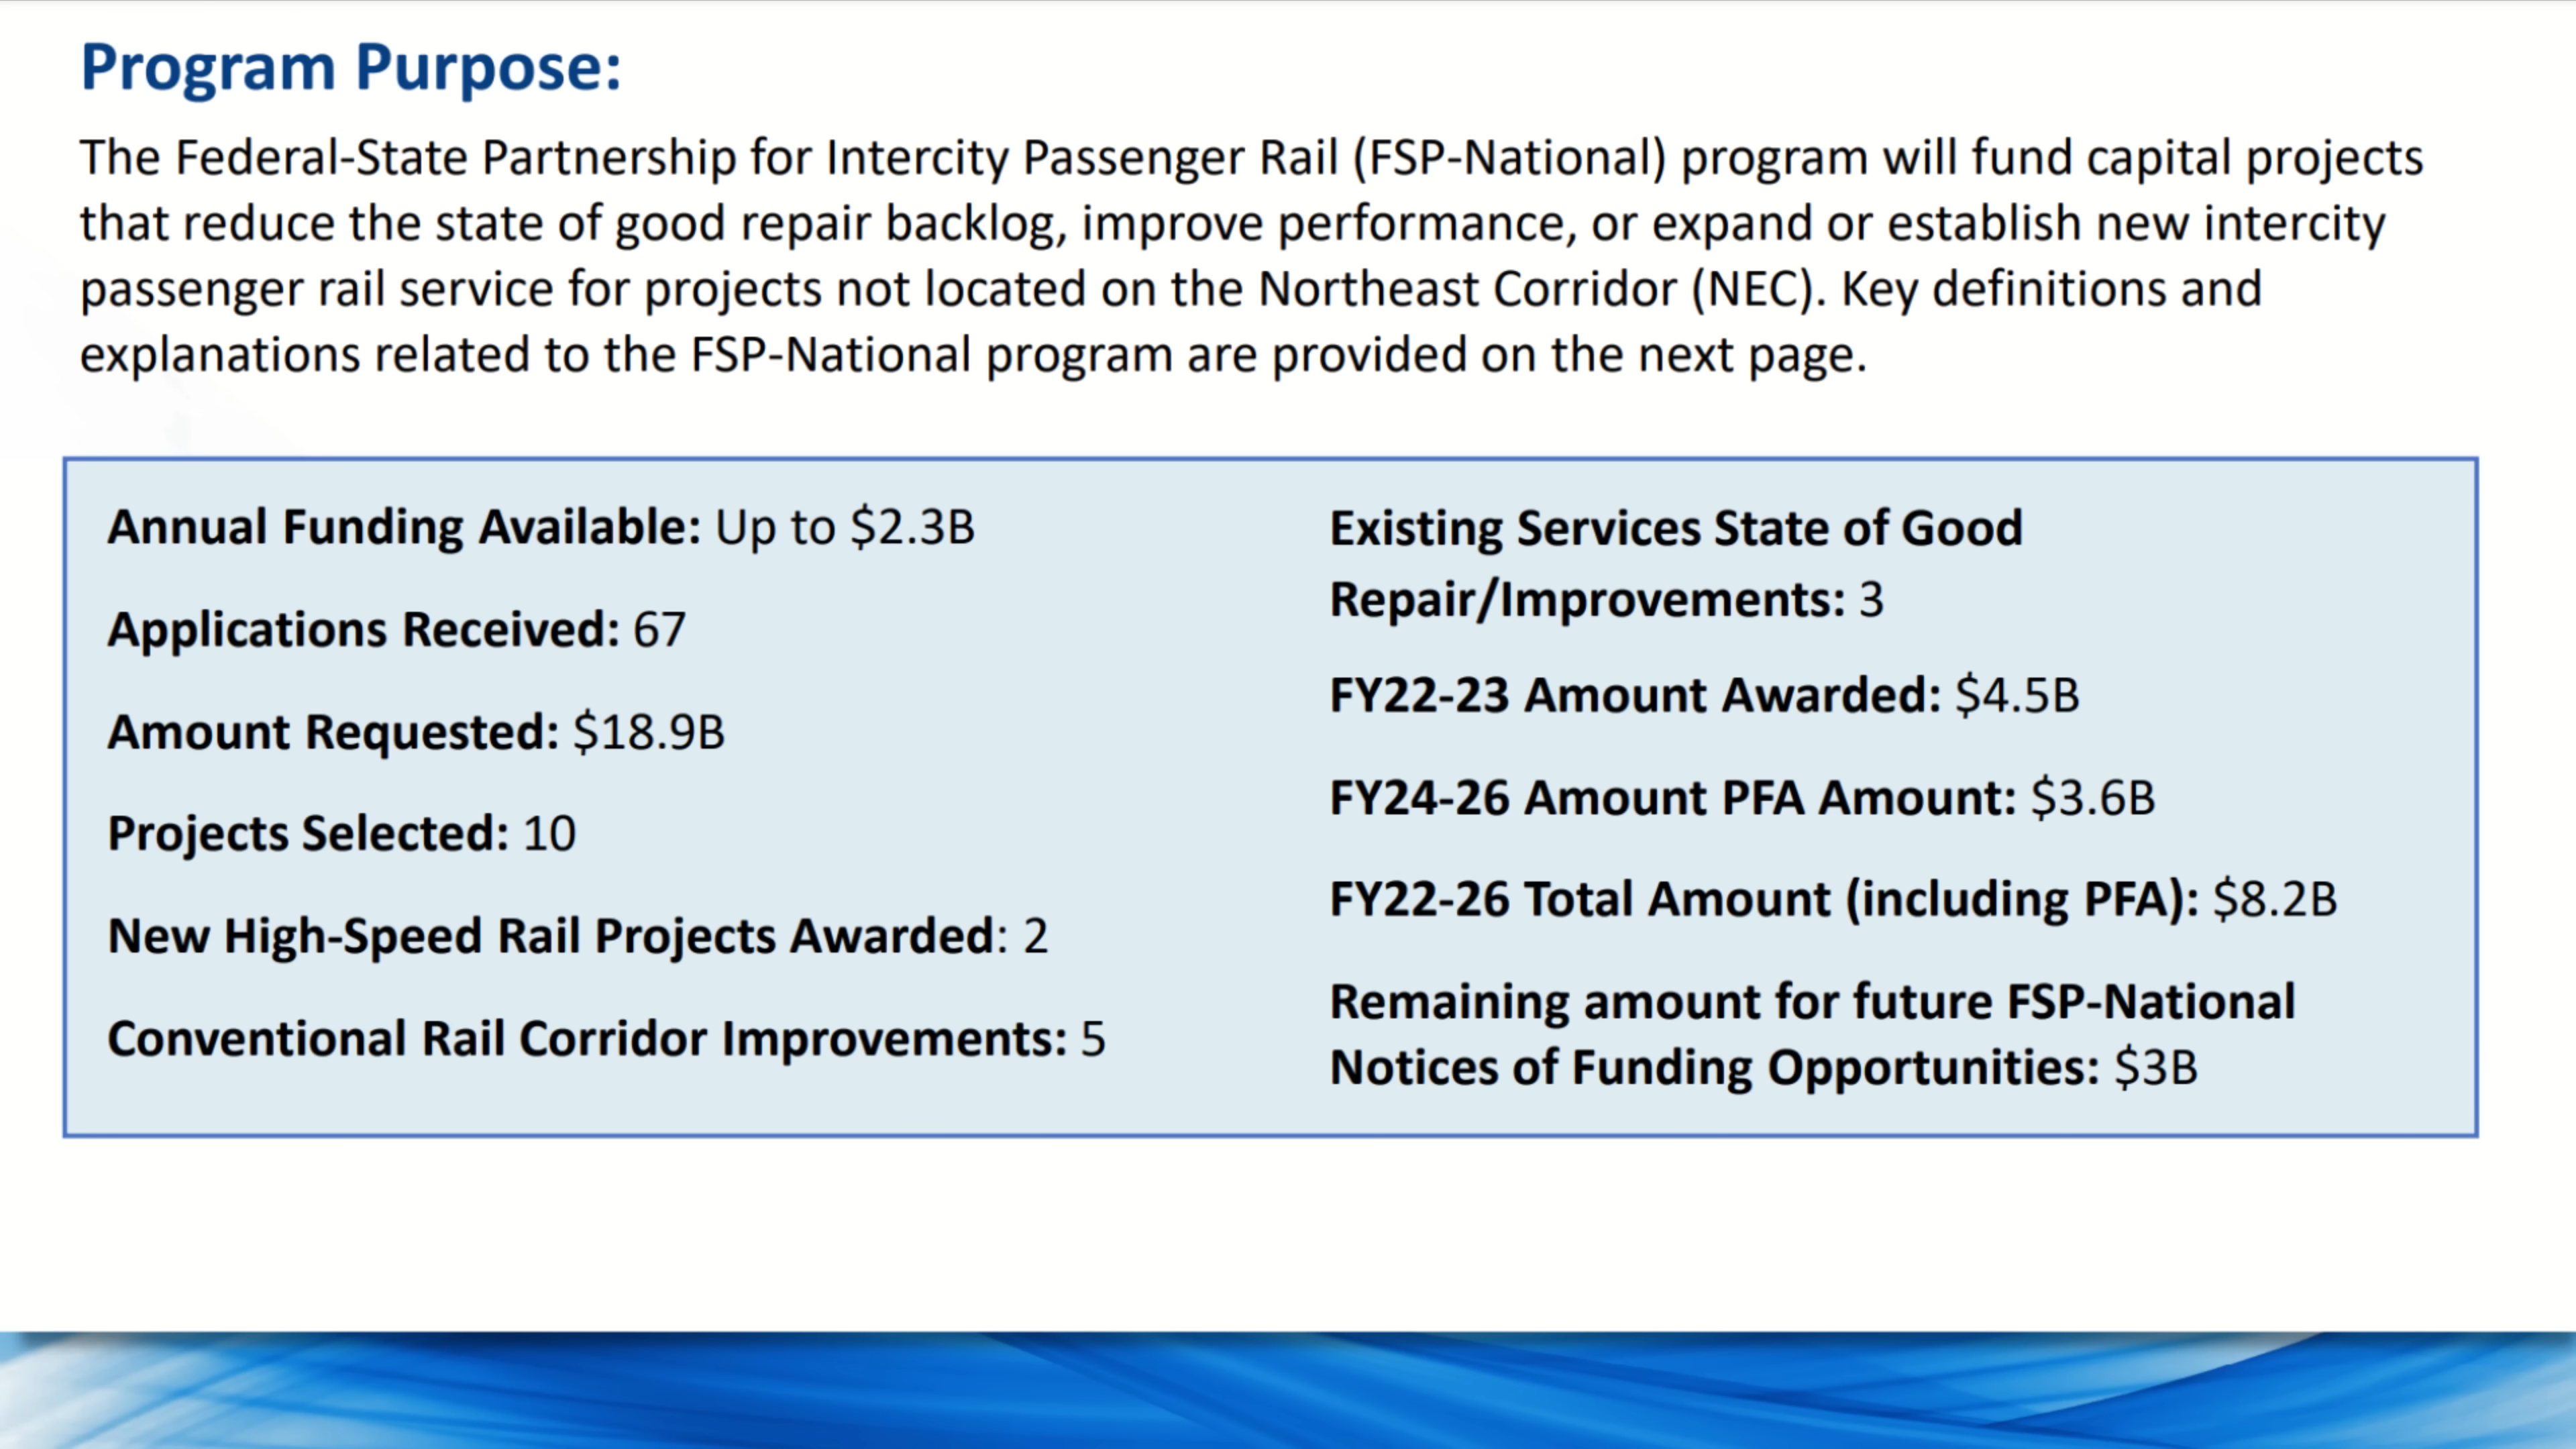 Program Purpose:
The Federal-State Partnership for Intercity Passenger Rail (FSP-National) program will fund capital projects
that reduce the state of good repair backlog, improve performance, or expand or establish new intercity
passenger rail service for projects not located on the Northeast Corridor (NEC). Key definitions and
explanations related to the FSP-National program are provided on the next page.
Annual Funding Available: Up to $2.3B
Applications Received: 67
Amount Requested: $18.9B
Projects Selected: 10
New High-Speed Rail Projects Awarded: 2
Conventional Rail Corridor Improvements: 5
Existing Services State of Good
Repair/Improvements: 3
FY22-23 Amount Awarded: $4.5B
FY24-26 Amount PFA Amount: $3.6B
FY22-26 Total Amount (including PFA): $8.2B
Remaining amount for future FSP-National
Notices of Funding Opportunities: $3B